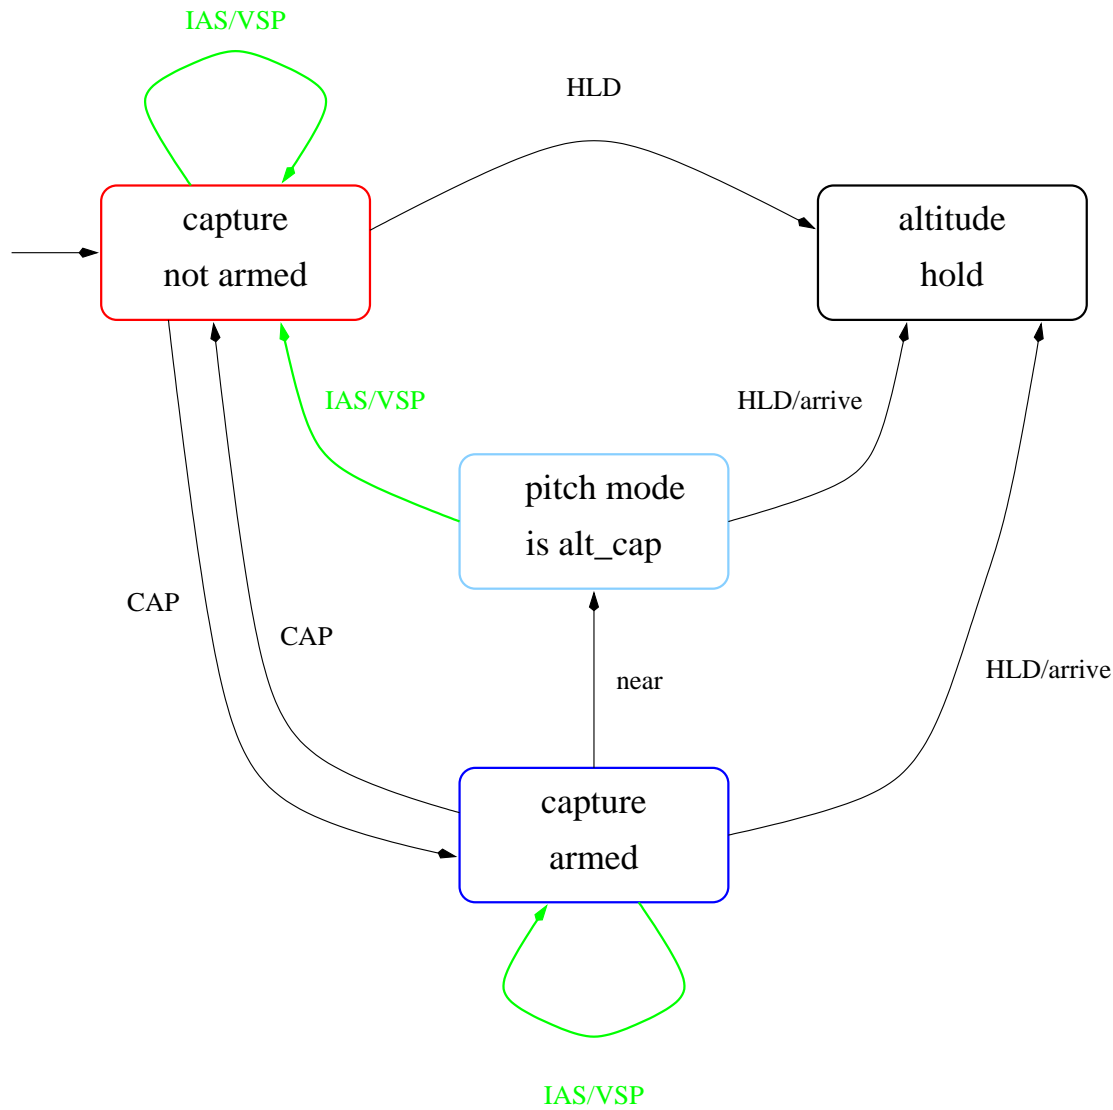 IAS/VSP
HLD
capture
not armed
altitude
hold
IAS/VSP
HLD/arrive
pitch mode
is alt_cap
CAP
CAP
near
HLD/arrive
capture
armed
IAS/VSP